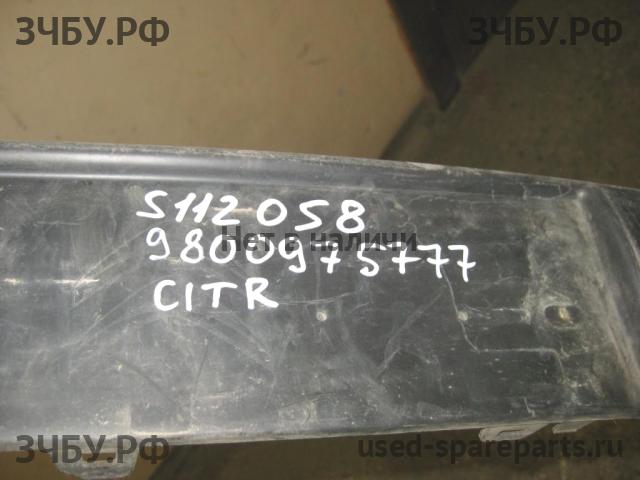 ЗЧБУ.РФ ЗЧБУ.РФ
S112058
Нет в наличии
9800975777
CITR
ЗЧБУ.РФ used-spareparts.ru